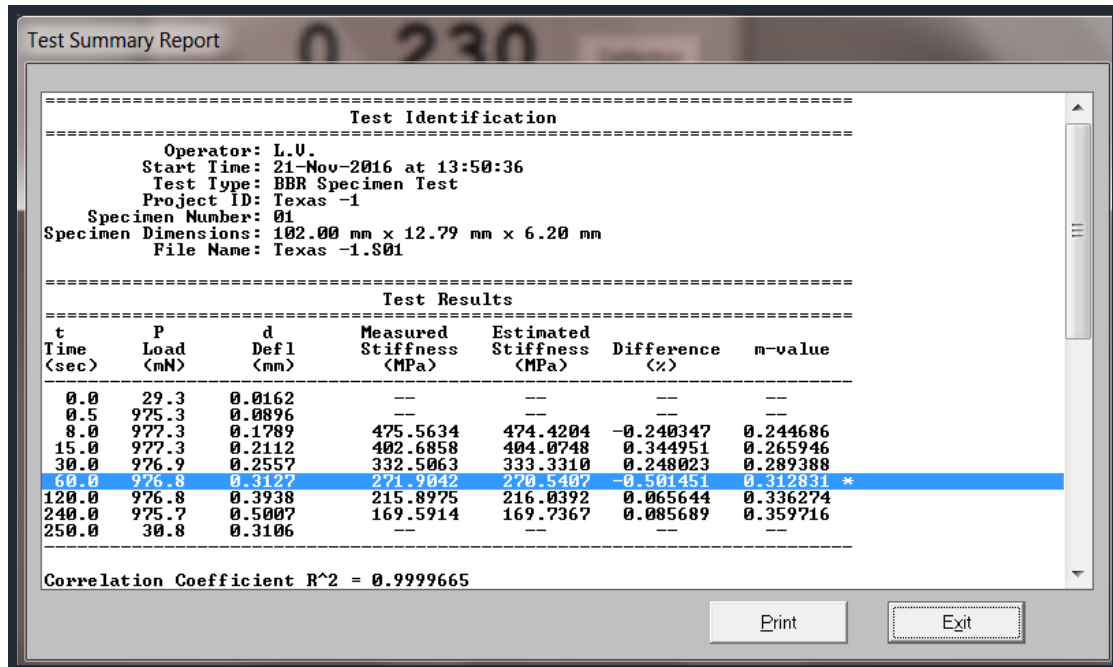 Test Summary Report
0.230
================================================================================
Test Identification
================================================================================
Operator: L.V.
Start Time: 21-Nov-2016 at 13:50:36
Test Type: BBR Specimen Test
Project ID: Texas -1
Specimen Number: 01
Specimen Dimensions: 102.00 mm x 12.79 mm x 6.20 mm
File Name: Texas -1.S01
================================================================================
Test Results
================================================================================
t P d Measured Estimated
Time Load Defl Stiffness Stiffness Difference m-value
(sec) (mN) (mm) (MPa) (MPa) (%)
--------------------------------------------------------------------------------
0.0 29.3 0.0162 -- -- -- --
0.5 975.3 0.0896 -- -- -- --
8.0 977.3 0.1789 475.5634 474.4204 -0.240347 0.244686
15.0 977.3 0.2112 402.6858 404.0748 0.344951 0.265946
30.0 976.9 0.2557 332.5063 333.3310 0.248023 0.289388
60.0 976.8 0.3127 271.9042 270.5407 -0.501451 0.312831 *
120.0 976.8 0.3938 215.8975 216.0392 0.065644 0.336274
240.0 975.7 0.5007 169.5914 169.7367 0.085689 0.359716
250.0 30.8 0.3106 -- -- -- --
--------------------------------------------------------------------------------
Correlation Coefficient R^2 = 0.9999665
Print Exit